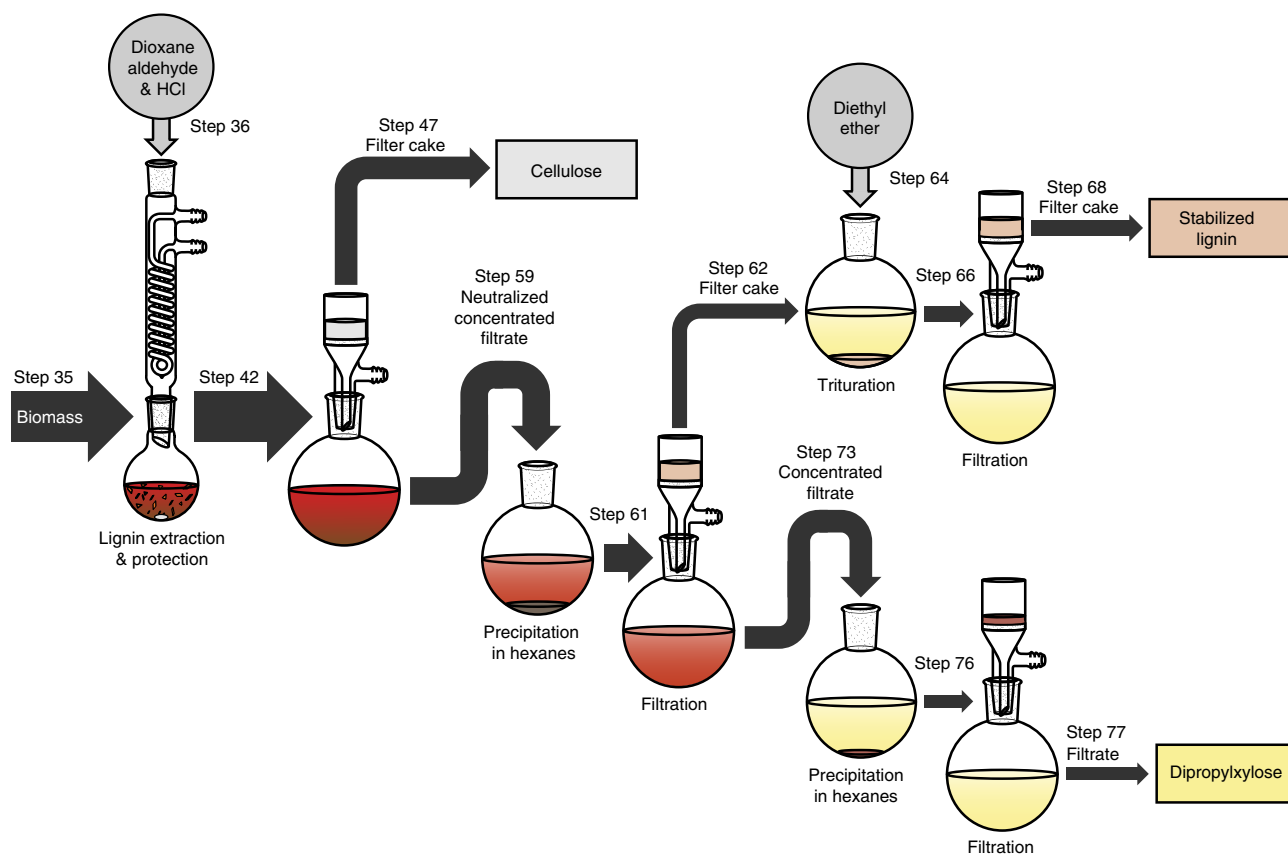 Dioxane
aldehyde
& HCl
Step 36
Step 47
Filter cake
Cellulose
Diethyl
ether
Step 64
Step 68
Filter cake
Stabilized
lignin
Step 62
Filter cake
Step 66
Trituration
Filtration
Step 59
Neutralized
concentrated
filtrate
Step 35
Biomass
Step 42
Lignin extraction
& protection
Step 61
Precipitation
in hexanes
Filtration
Step 73
Concentrated
filtrate
Step 76
Precipitation
in hexanes
Step 77
Filtrate
Dipropylxylose
Filtration